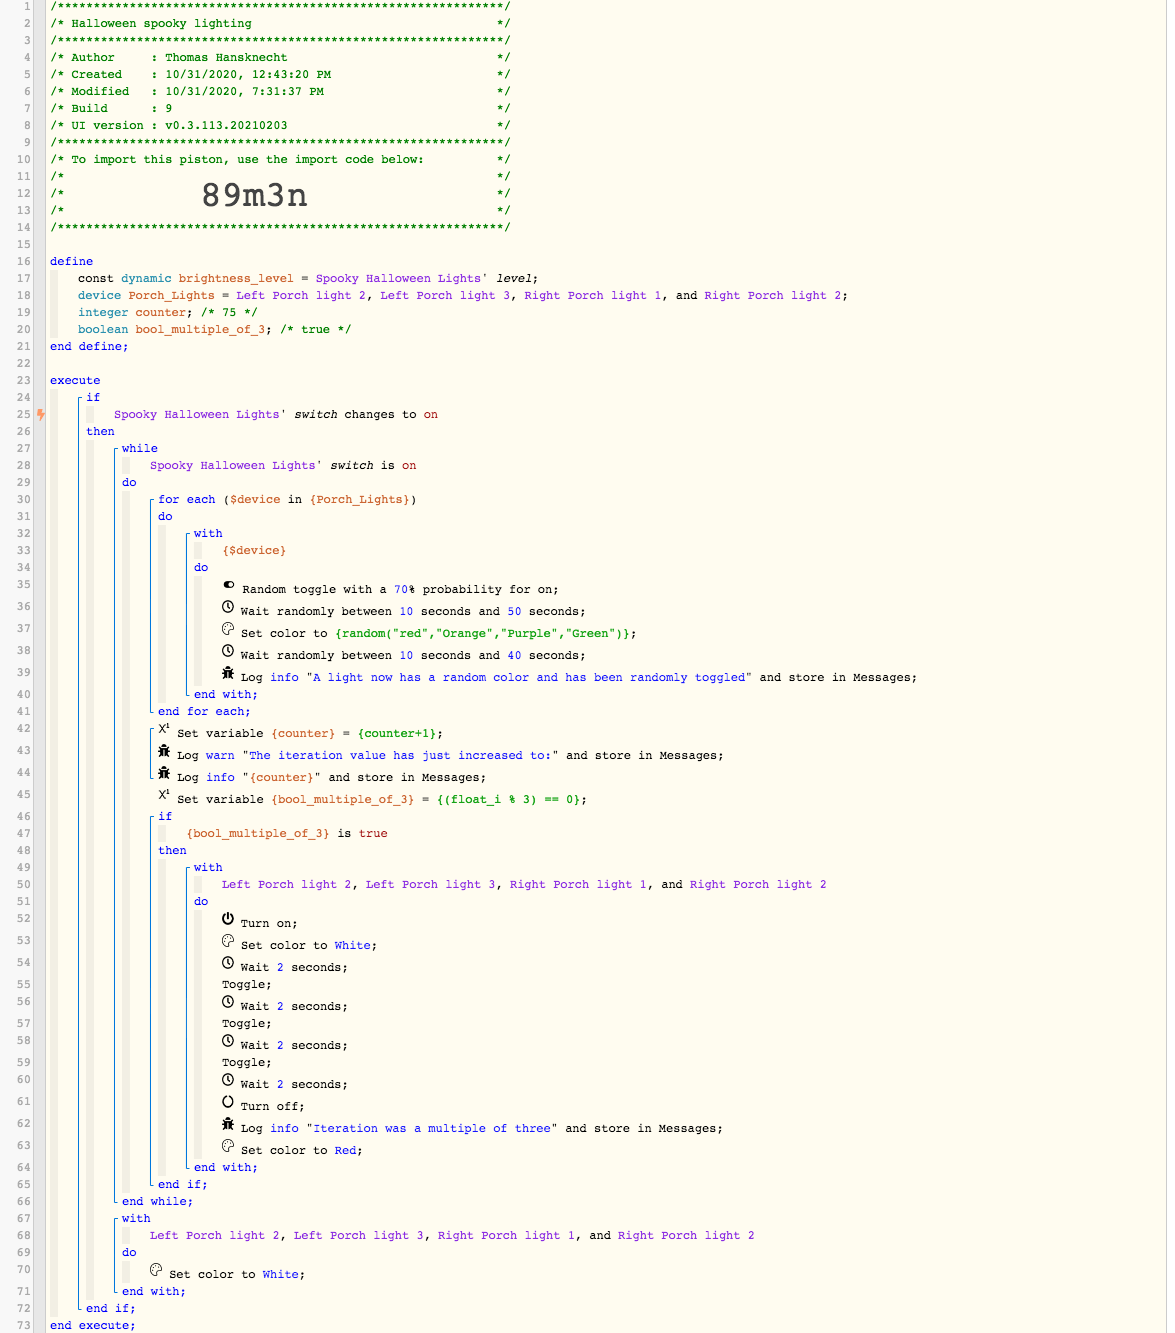 1 /**************************************************************/
2 /* Halloween spooky lighting */
3 /**************************************************************/
4 /* Author : Thomas Hansknecht */
5 /* Created : 10/31/2020, 12:43:20 PM */
6 /* Modified : 10/31/2020, 7:31:37 PM */
7 /* Build : 9 */
8 /* UI version : v0.3.113.20210203 */
9 /**************************************************************/
10 /* To import this piston, use the import code below: */
11 /* */
12 /* 89m3n */
13 /* */
14 /**************************************************************/
15
16 define
17 const dynamic brightness_level = Spooky Halloween Lights' level;
18 device Porch_Lights = Left Porch light 2, Left Porch light 3, Right Porch light 1, and Right Porch light 2;
19 integer counter; /* 75 */
20 boolean bool_multiple_of_3; /* true */
21 end define;
22
23 execute
24 if
25 Spooky Halloween Lights' switch changes to on
26 then
27 while
28 Spooky Halloween Lights' switch is on
29 do
30 for each ($device in {Porch_Lights})
31 do
32 with
33 {$device}
34 do
35 Random toggle with a 70% probability for on;
36 Wait randomly between 10 seconds and 50 seconds;
37 Set color to {random("red","Orange","Purple","Green")};
38 Wait randomly between 10 seconds and 40 seconds;
39 Log info "A light now has a random color and has been randomly toggled" and store in Messages;
40 end with;
41 end for each;
42 X¹ Set variable {counter} = {counter+1};
43 Log warn "The iteration value has just increased to:" and store in Messages;
44 Log info "{counter}" and store in Messages;
45 X¹ Set variable {bool_multiple_of_3} = {(float_i % 3) == 0};
46 if
47 {bool_multiple_of_3} is true
48 then
49 with
50 Left Porch light 2, Left Porch light 3, Right Porch light 1, and Right Porch light 2
51 do
52 Turn on;
53 Set color to White;
54 Wait 2 seconds;
55 Toggle;
56 Wait 2 seconds;
57 Toggle;
58 Wait 2 seconds;
59 Toggle;
60 Wait 2 seconds;
61 Turn off;
62 Log info "Iteration was a multiple of three" and store in Messages;
63 Set color to Red;
64 end with;
65 end if;
66 end while;
67 with
68 Left Porch light 2, Left Porch light 3, Right Porch light 1, and Right Porch light 2
69 do
70 Set color to White;
71 end with;
72 end if;
73 end execute;